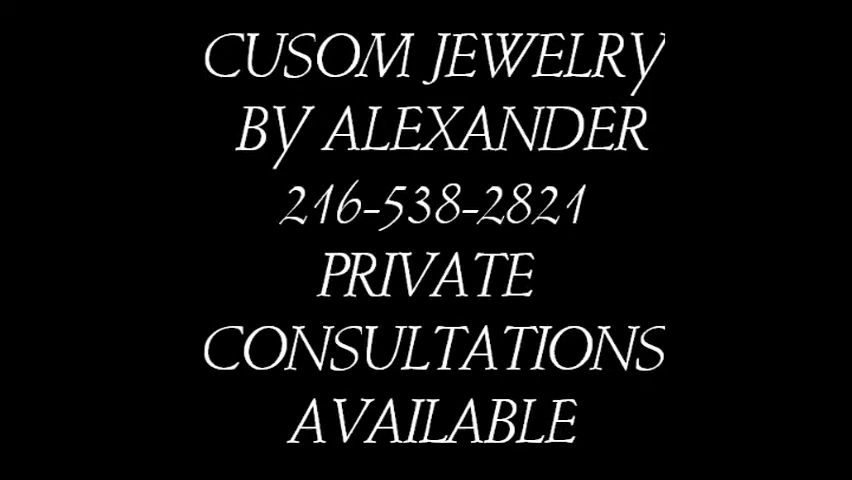 CUSOM JEWELRY
BY ALEXANDER
216-538-2821
PRIVATE
CONSULTATIONS
AVAILABLE